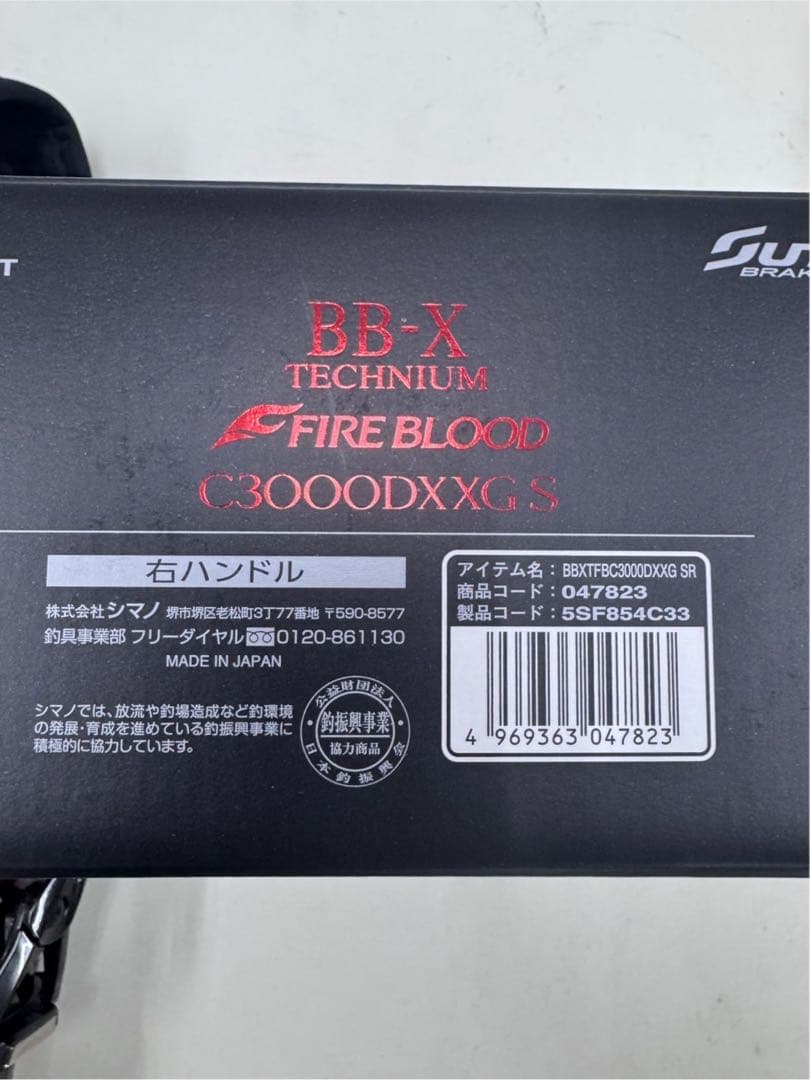 T
BRAK
BB-X
TECHNIUM
FIRE BLOOD
C3000DXXG S
右ハンドル
株式会社シマノ 堺市堺区老松町3丁77番地 〒590-8577
釣具事業部 フリーダイヤル 0120-861130
MADE IN JAPAN
シマノでは、放流や釣場造成など釣環境
の発展・育成を進めている釣振興事業に
積極的に協力しています。
公益財団法人
釣振興事業
協力商品
日本釣振興会
アイテム名：BBXTFBC3000DXXG SR
商品コード：047823
製品コード：5SF854C33
4 969363 047823